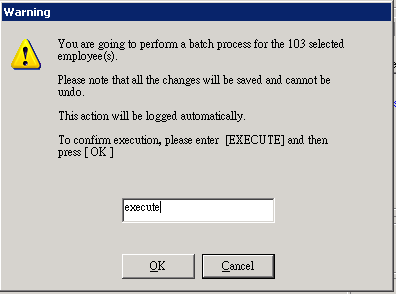 Warning
You are going to perform a batch process for the 103 selected
employee(s).
Please note that all the changes will be saved and cannot be
undo.
This action will be logged automatically.
To confirm execution, please enter [EXECUTE] and then
press [ OK ]
execute
OK
Cancel